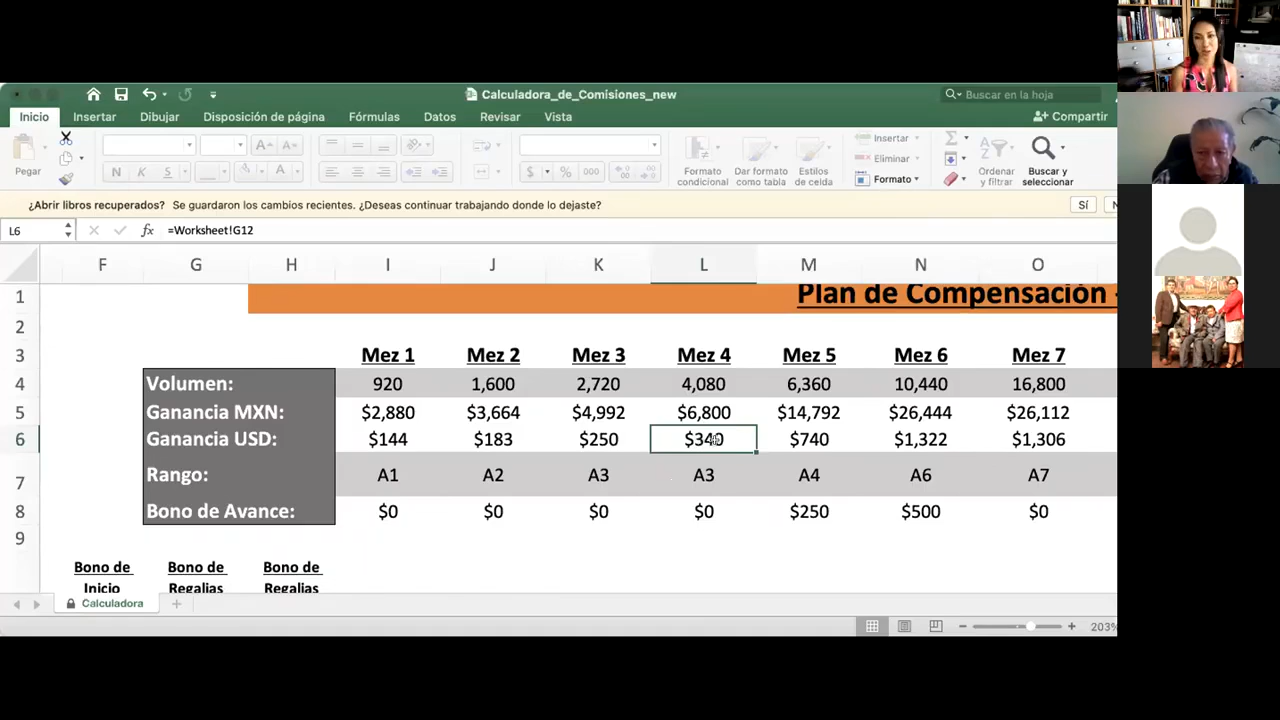 Calculadora_de_Comisiones_new
Buscar en la hoja
Inicio Insertar Dibujar Disposición de página Fórmulas Datos Revisar Vista Compartir
Pegar
N K S A
$ % 000
Formato condicional
Dar formato como tabla
Estilos de celda
Insertar
Eliminar
Formato
Ordenar y filtrar
Buscar y seleccionar
¿Abrir libros recuperados? Se guardaron los cambios recientes. ¿Deseas continuar trabajando donde lo dejaste? Sí N
L6 fx =Worksheet!G12
F G H I J K L M N O
1 Plan de Compensación -
2
3 Mez 1 Mez 2 Mez 3 Mez 4 Mez 5 Mez 6 Mez 7
4 Volumen: 920 1,600 2,720 4,080 6,360 10,440 16,800
5 Ganancia MXN: $2,880 $3,664 $4,992 $6,800 $14,792 $26,444 $26,112
6 Ganancia USD: $144 $183 $250 $340 $740 $1,322 $1,306
7 Rango: A1 A2 A3 A3 A4 A6 A7
8 Bono de Avance: $0 $0 $0 $0 $250 $500 $0
9
Bono de Inicio
Bono de Regalias
Bono de Regalias
Calculadora
203%